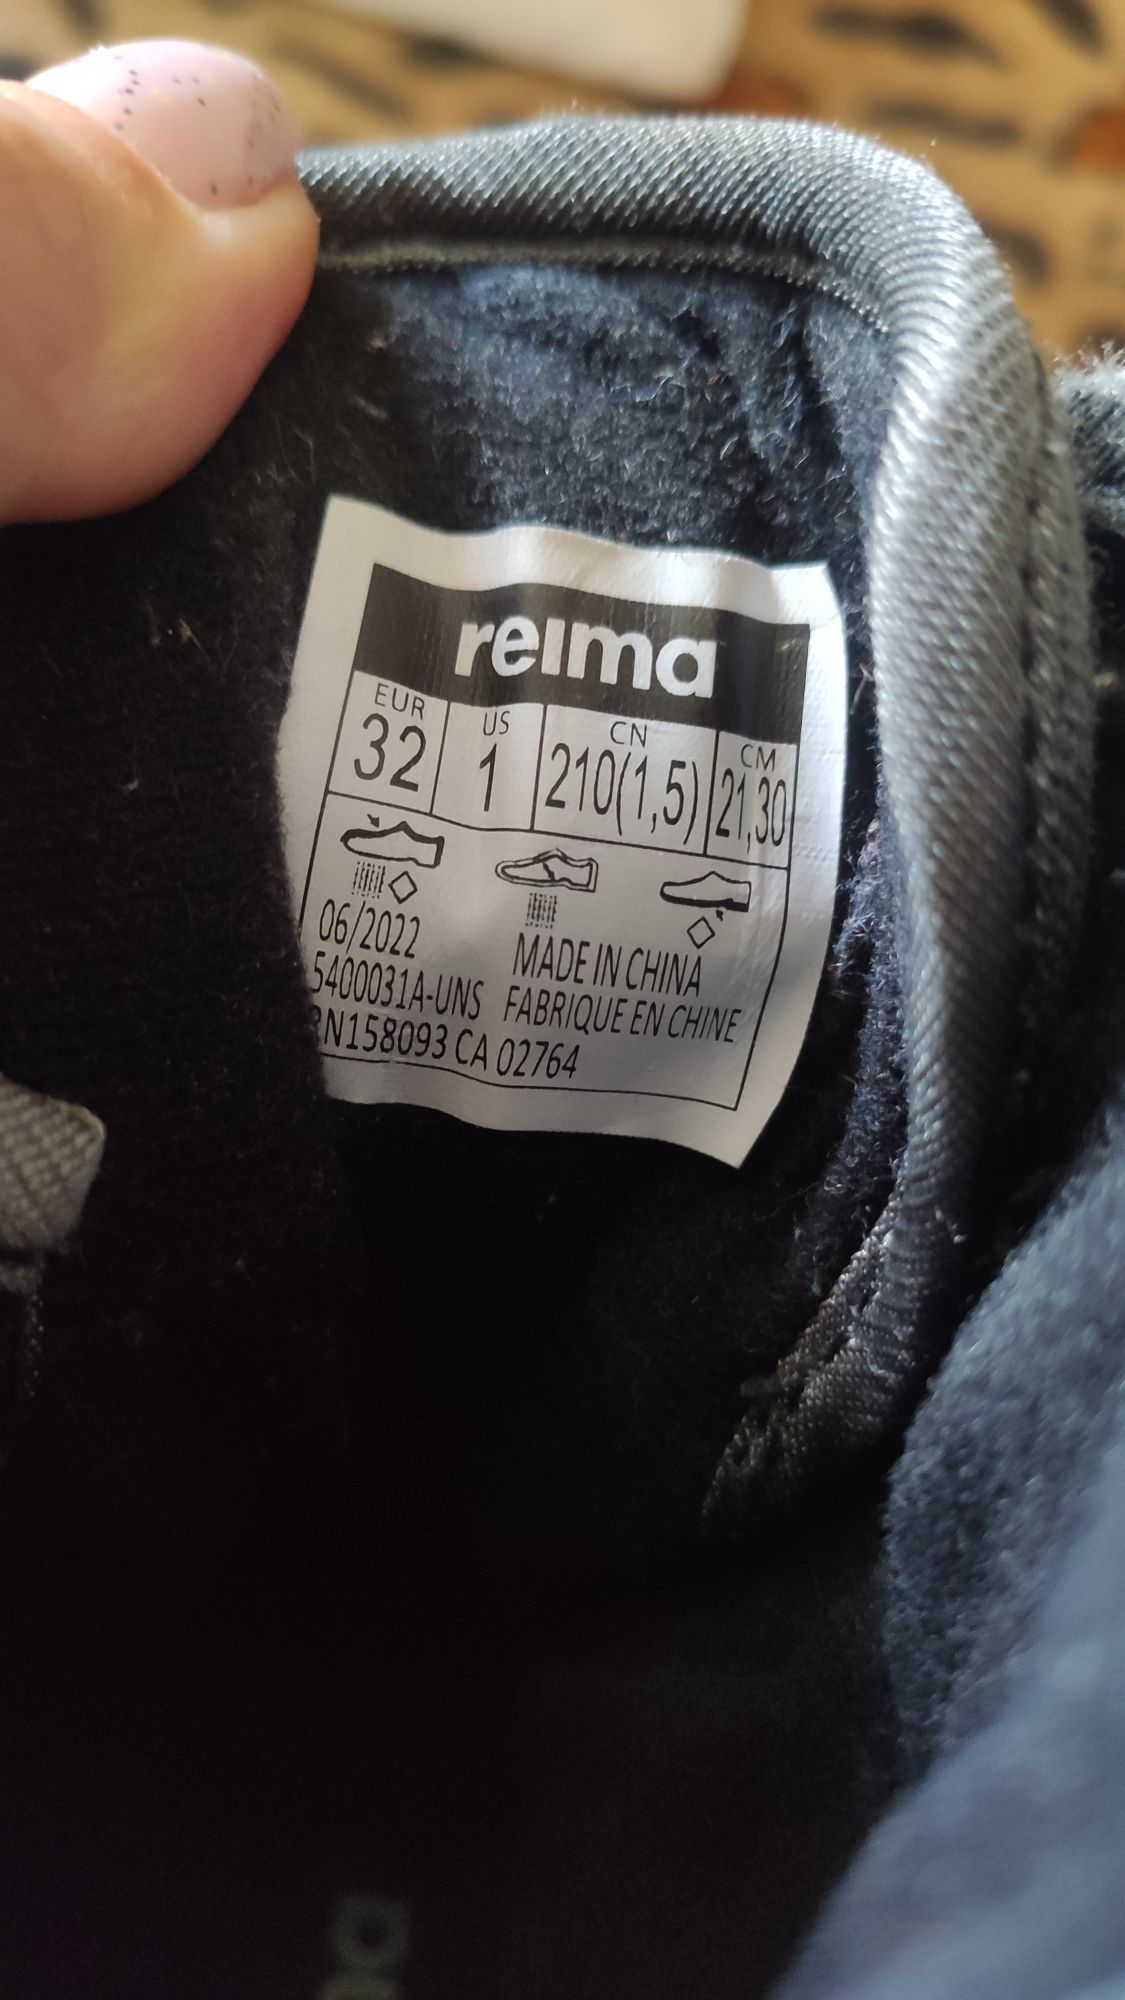 reima
EUR US CN CM
32 1 210(1,5) 21,30
06/2022
5400031A-UNS
MADE IN CHINA
FABRIQUE EN CHINE
N158093 CA 02764